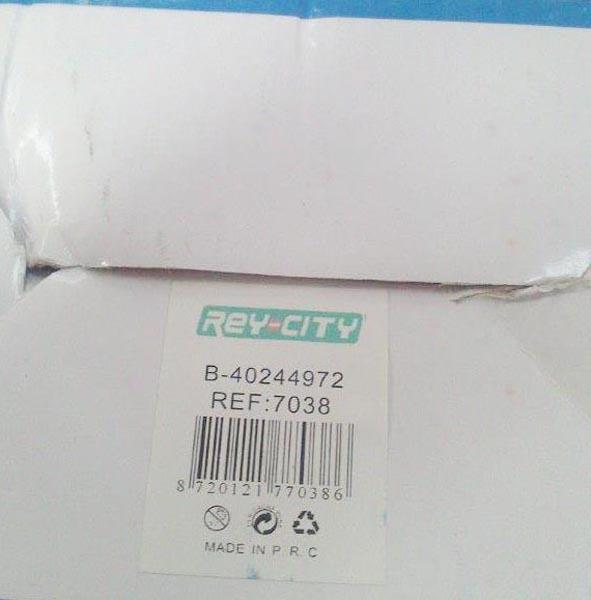 REY-CITY
B-40244972
REF:7038
8 720121 770386
MADE IN P. R. C